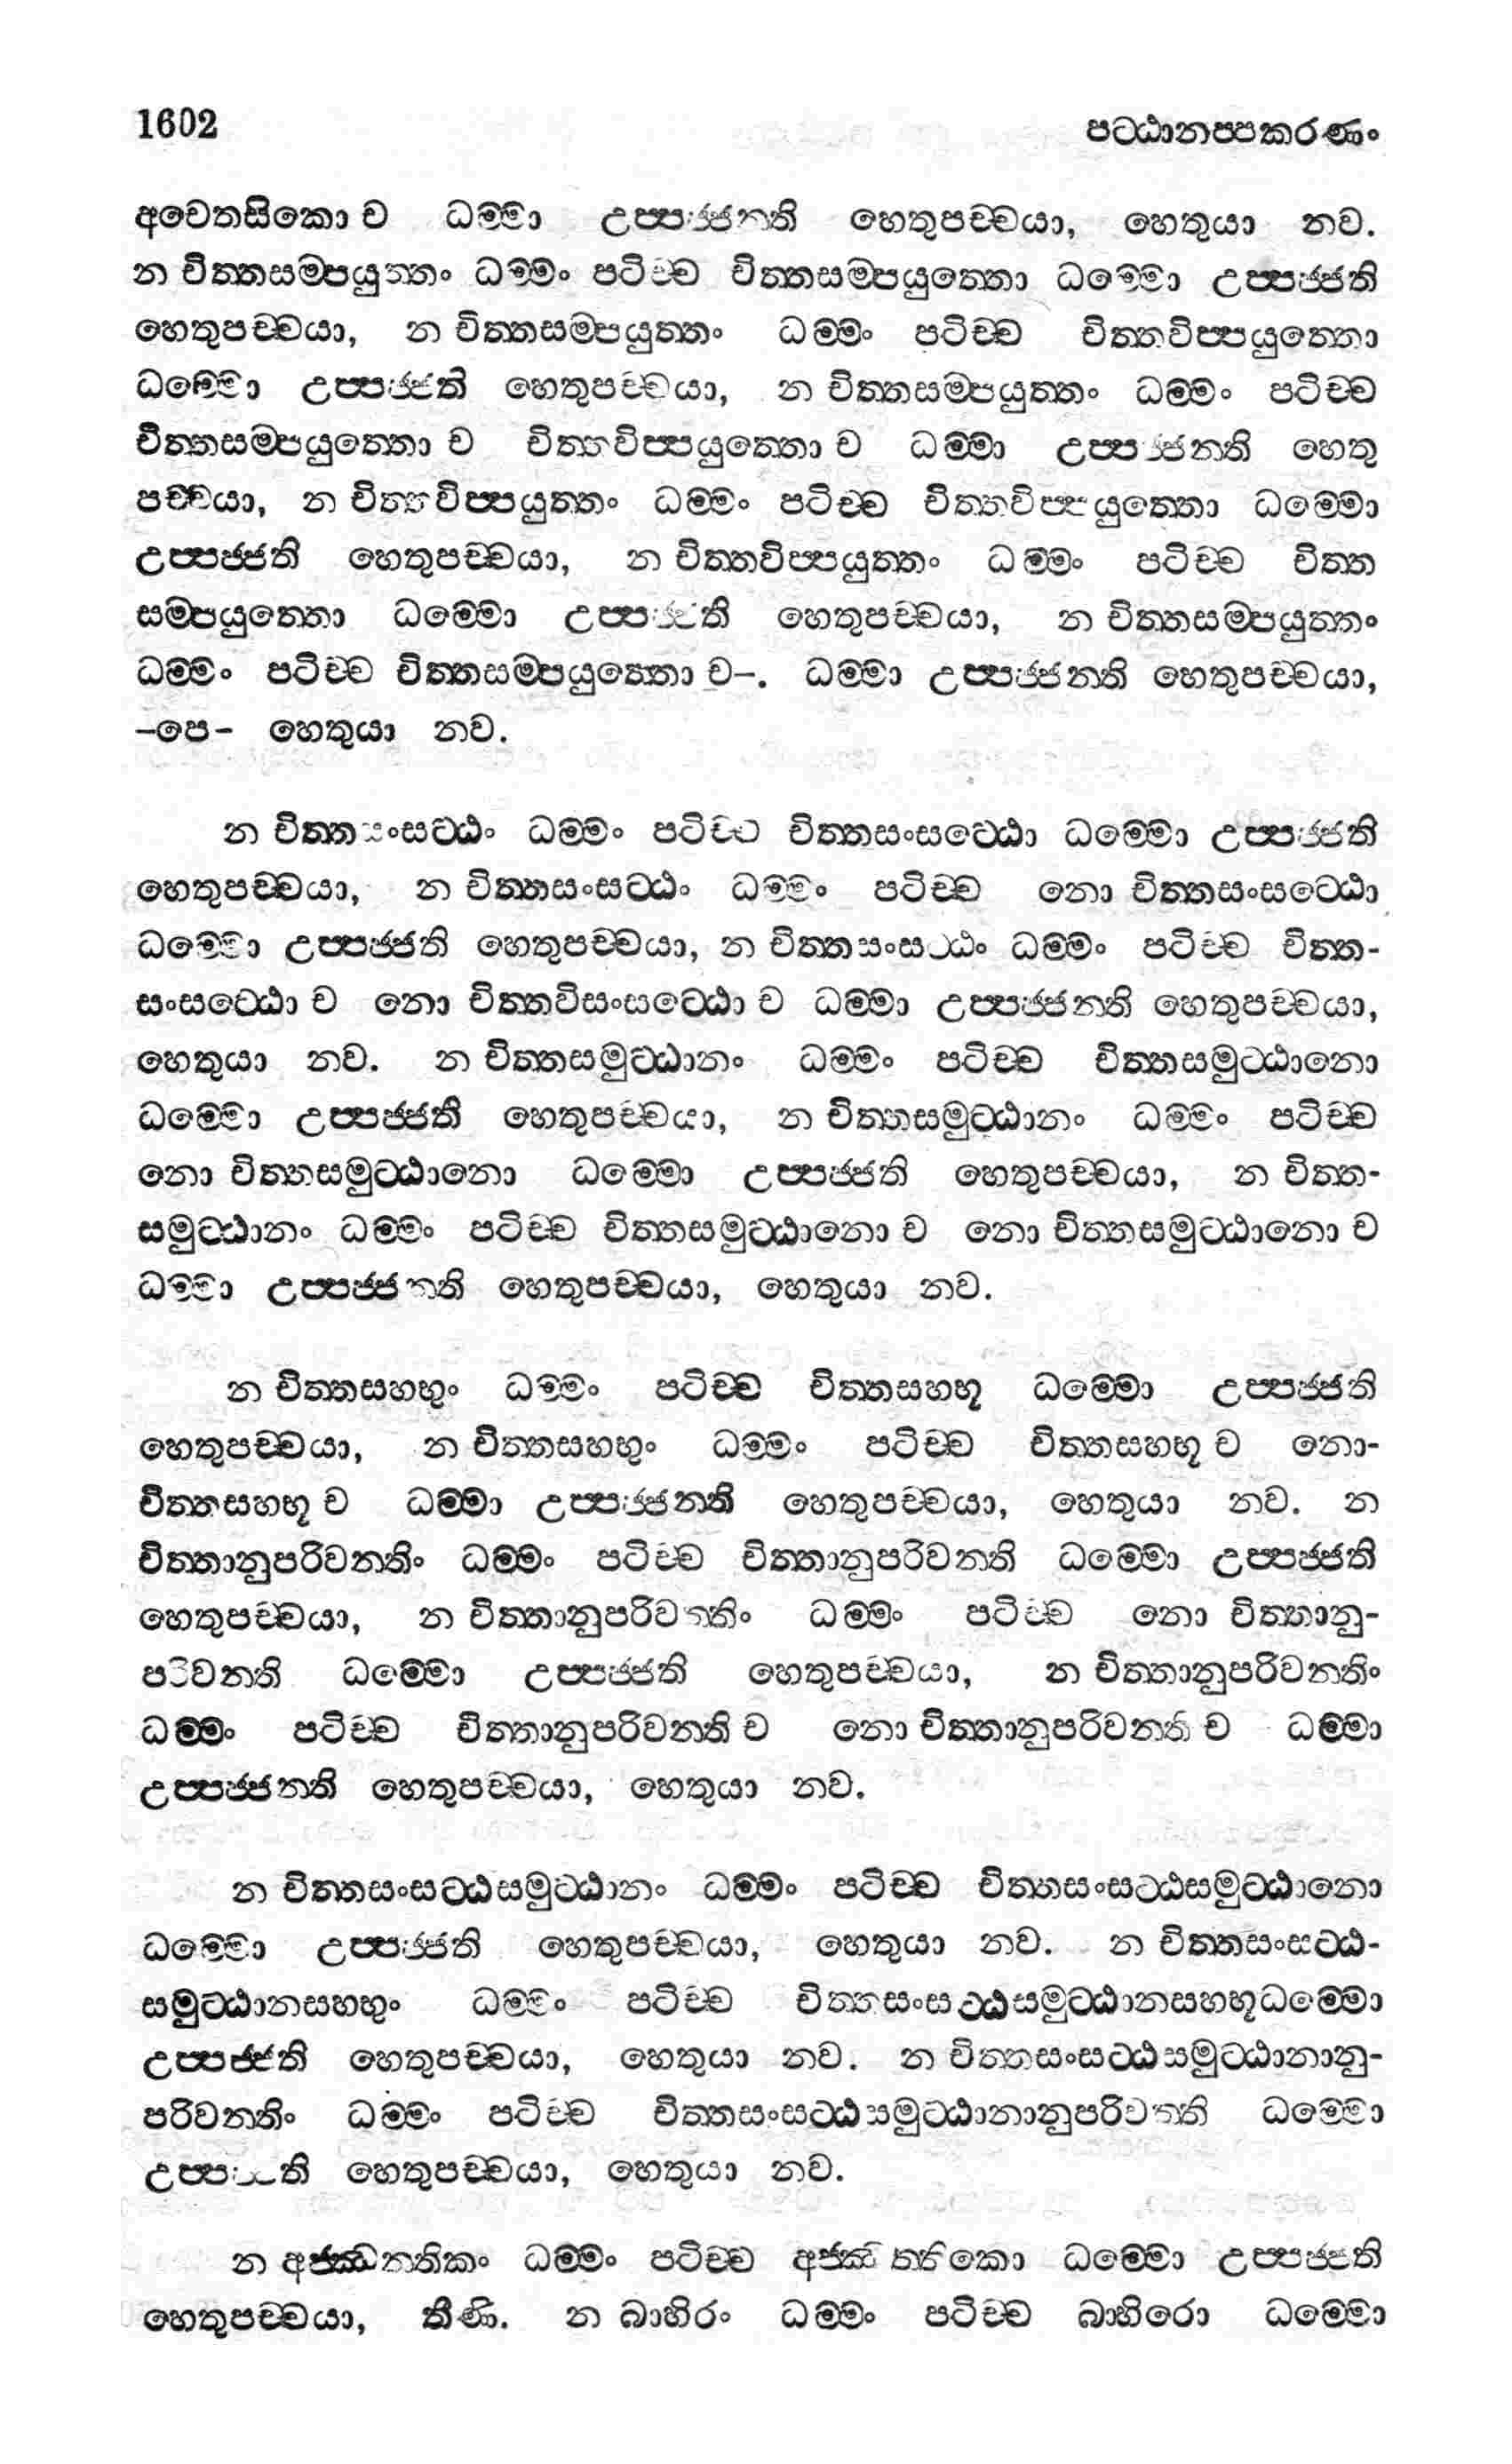 1602 පට්ඨානප්පකරණං
අචෙතසිකො ච ධම්මා උප්පජ්ජන්ති හෙතුපච්චයා, හෙතුයා නව.
න චිත්තසම්පයුත්තං ධම්මං පටිච්ච චිත්තසම්පයුත්තො ධම්මො උප්පජ්ජති
හෙතුපච්චයා, න චිත්තසම්පයුත්තං ධම්මං පටිච්ච චිත්තවිප්පයුත්තො
ධම්මො උප්පජ්ජති හෙතුපච්චයා, න චිත්තසම්පයුත්තං ධම්මං පටිච්ච
චිත්තසම්පයුත්තො ච චිත්තවිප්පයුත්තො ච ධම්මා උප්පජ්ජන්ති හෙතු
පච්චයා, න චිත්තවිප්පයුත්තං ධම්මං පටිච්ච චිත්තවිප්පයුත්තො ධම්මො
උප්පජ්ජති හෙතුපච්චයා, න චිත්තවිප්පයුත්තං ධම්මං පටිච්ච චිත්ත
සම්පයුත්තො ධම්මො උප්පජ්ජති හෙතුපච්චයා, න චිත්තසම්පයුත්තං
ධම්මං පටිච්ච චිත්තසම්පයුත්තො ච–. ධම්මා උප්පජ්ජන්ති හෙතුපච්චයා,
–පෙ– හෙතුයා නව.
න චිත්තසංසට්ඨං ධම්මං පටිච්ච චිත්තසංසට්ඨො ධම්මො උප්පජ්ජති
හෙතුපච්චයා, න චිත්තසංසට්ඨං ධම්මං පටිච්ච නො චිත්තසංසට්ඨො
ධම්මො උප්පජ්ජති හෙතුපච්චයා, න චිත්තසංසට්ඨං ධම්මං පටිච්ච චිත්ත-
සංසට්ඨො ච නො චිත්තවිසංසට්ඨො ච ධම්මා උප්පජ්ජන්ති හෙතුපච්චයා,
හෙතුයා නව. න චිත්තසමුට්ඨානං ධම්මං පටිච්ච චිත්තසමුට්ඨානො
ධම්මො උප්පජ්ජති හෙතුපච්චයා, න චිත්තසමුට්ඨානං ධම්මං පටිච්ච
නො චිත්තසමුට්ඨානො ධම්මො උප්පජ්ජති හෙතුපච්චයා, න චිත්ත-
සමුට්ඨානං ධම්මං පටිච්ච චිත්තසමුට්ඨානො ච නො චිත්තසමුට්ඨානො ච
ධම්මා උප්පජ්ජන්ති හෙතුපච්චයා, හෙතුයා නව.
න චිත්තසහභුං ධම්මං පටිච්ච චිත්තසහභූ ධම්මො උප්පජ්ජති
හෙතුපච්චයා, න චිත්තසහභුං ධම්මං පටිච්ච චිත්තසහභූ ච නො-
චිත්තසහභූ ච ධම්මා උප්පජ්ජන්ති හෙතුපච්චයා, හෙතුයා නව. න
චිත්තානුපරිවත්තිං ධම්මං පටිච්ච චිත්තානුපරිවත්ති ධම්මො උප්පජ්ජති
හෙතුපච්චයා, න චිත්තානුපරිවත්තිං ධම්මං පටිච්ච නො චිත්තානු-
පරිවත්ති ධම්මො උප්පජ්ජති හෙතුපච්චයා, න චිත්තානුපරිවත්තිං
ධම්මං පටිච්ච චිත්තානුපරිවත්ති ච නො චිත්තානුපරිවත්ති ච ධම්මා
උප්පජ්ජන්ති හෙතුපච්චයා, හෙතුයා නව.
න චිත්තසංසට්ඨසමුට්ඨානං ධම්මං පටිච්ච චිත්තසංසට්ඨසමුට්ඨානො
ධම්මො උප්පජ්ජති හෙතුපච්චයා, හෙතුයා නව. න චිත්තසංසට්ඨ-
සමුට්ඨානසහභුං ධම්මං පටිච්ච චිත්තසංසට්ඨසමුට්ඨානසහභූධම්මො
උප්පජ්ජති හෙතුපච්චයා, හෙතුයා නව. න චිත්තසංසට්ඨසමුට්ඨානානු-
පරිවත්තිං ධම්මං පටිච්ච චිත්තසංසට්ඨසමුට්ඨානානුපරිවත්ති ධම්මො
උප්පජ්ජති හෙතුපච්චයා, හෙතුයා නව.
න අජ්ඣත්තිකං ධම්මං පටිච්ච අජ්ඣත්තිකො ධම්මො උප්පජ්ජති
හෙතුපච්චයා, තීණි. න බාහිරං ධම්මං පටිච්ච බාහිරො ධම්මො